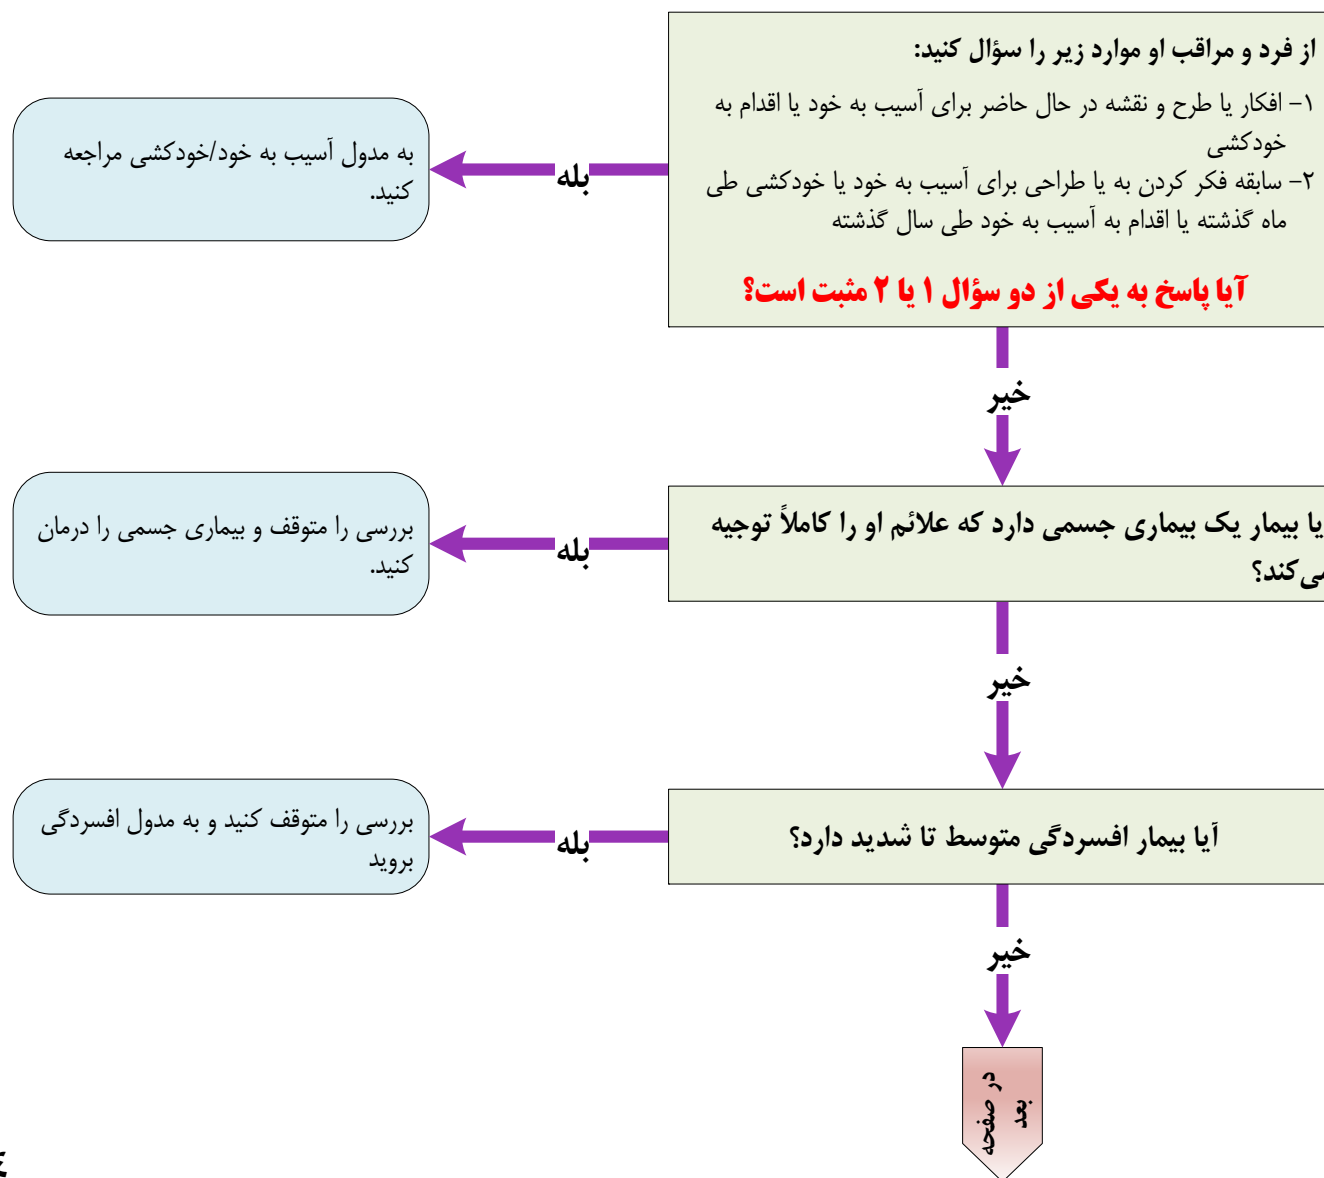 از فرد و مراقب او موارد زیر را سؤال کنید:
۱- افکار یا طرح و نقشه در حال حاضر برای آسیب به خود یا اقدام به
خودکشی
۲- سابقه فکر کردن به یا طراحی برای آسیب به خود یا خودکشی طی
ماه گذشته یا اقدام به آسیب به خود طی سال گذشته
آیا پاسخ به یکی از دو سؤال ۱ یا ۲ مثبت است؟
بله
به مدول آسیب به خود/خودکشی مراجعه
کنید.
خیر
یا بیمار یک بیماری جسمی دارد که علائم او را کاملاً توجیه
می‌کند؟
بله
بررسی را متوقف و بیماری جسمی را درمان
کنید.
خیر
آیا بیمار افسردگی متوسط تا شدید دارد؟
بله
بررسی را متوقف کنید و به مدول افسردگی
بروید
خیر
در صفحه
بعد